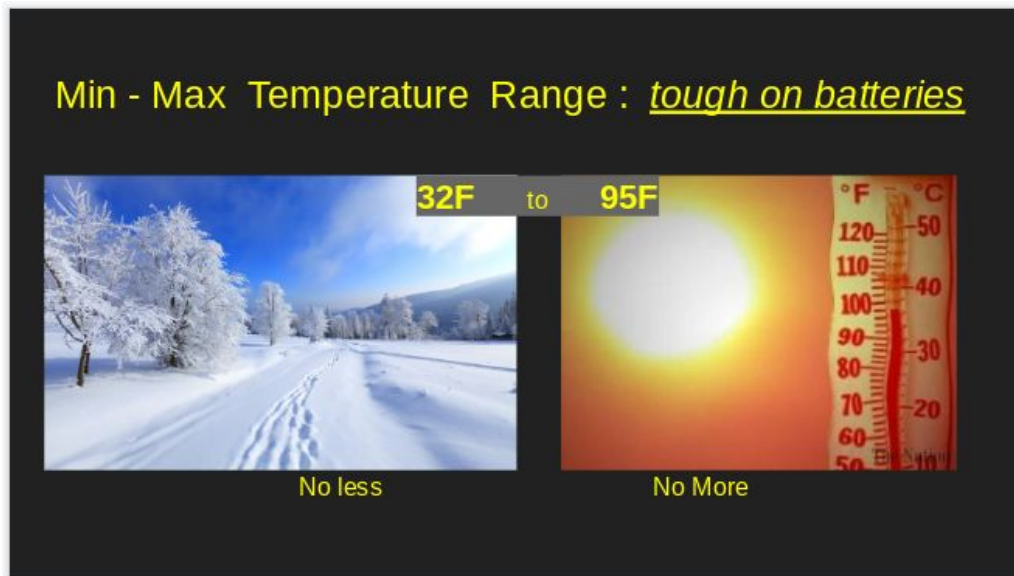 Min - Max Temperature Range : tough on batteries
32F to 95F
°F °C
120 50
110
100 40
90
80 30
70 20
60
50 10
No less No More